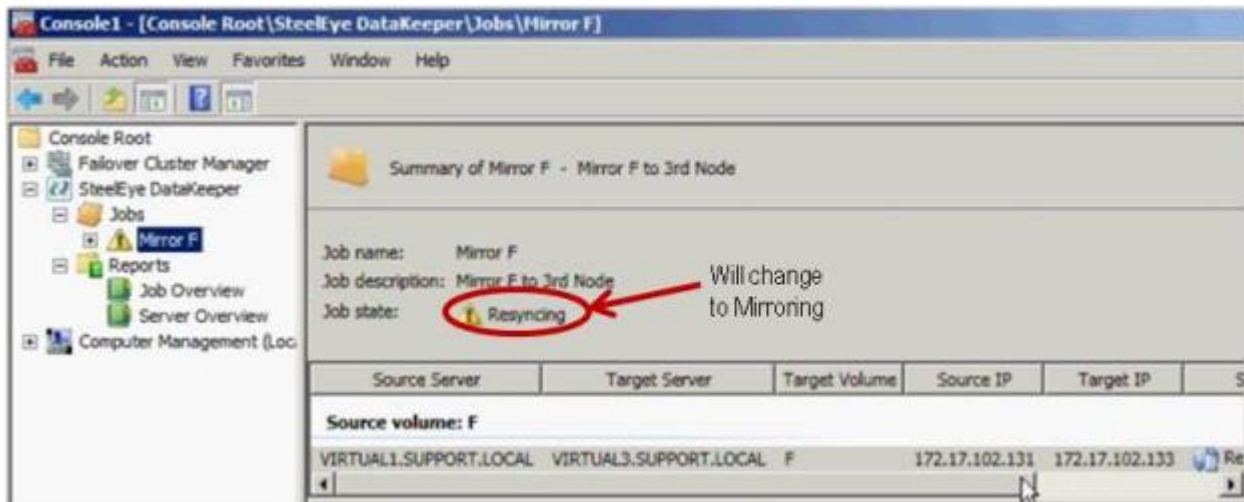 Console1 - [Console Root\SteelEye DataKeeper\Jobs\Mirror F]
File Action View Favorites Window Help
Console Root
Failover Cluster Manager
SteelEye DataKeeper
Jobs
Mirror F
Reports
Job Overview
Server Overview
Computer Management (Loc
Summary of Mirror F - Mirror F to 3rd Node
Job name: Mirror F
Job description: Mirror F to 3rd Node
Job state: Resyncing
Will change
to Mirroring
Source Server Target Server Target Volume Source IP Target IP S
Source volume: F
VIRTUAL1.SUPPORT.LOCAL VIRTUAL3.SUPPORT.LOCAL F 172.17.102.131 172.17.102.133 Re